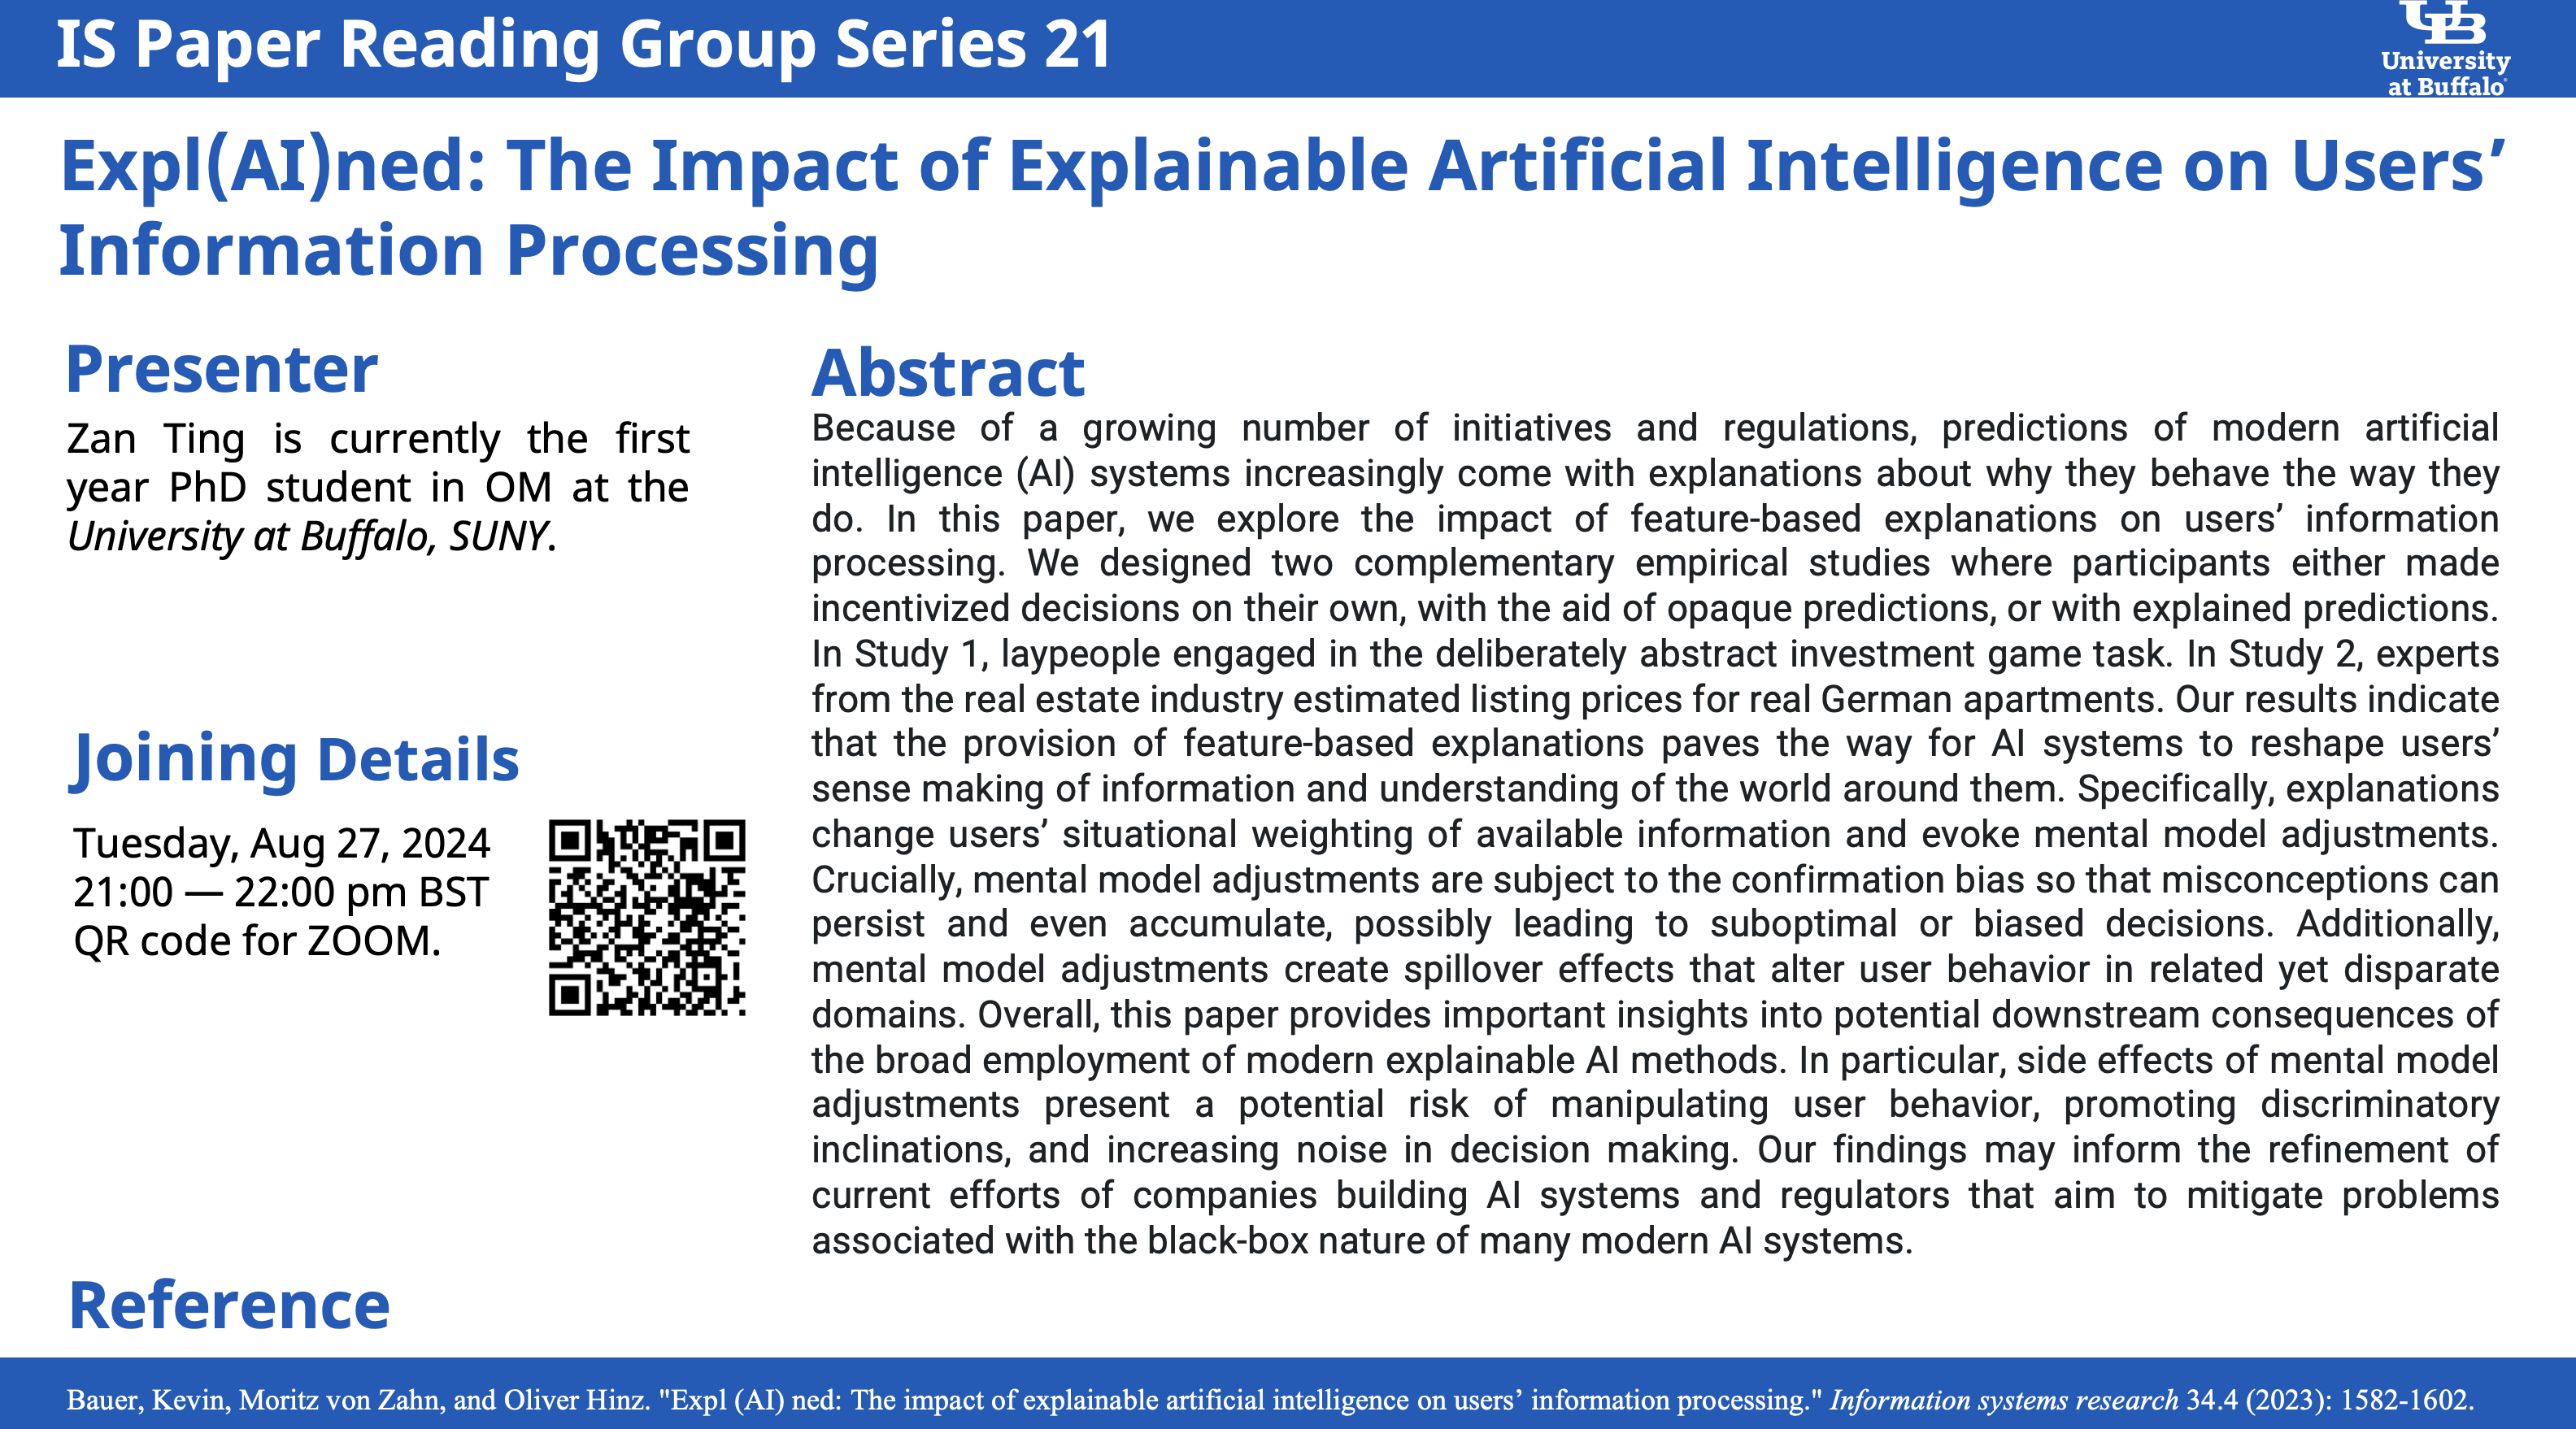 IS Paper Reading Group Series 21
UB
University
at Buffalo
Expl(AI)ned: The Impact of Explainable Artificial Intelligence on Users’
Information Processing
Presenter
Zan Ting is currently the first
year PhD student in OM at the
University at Buffalo, SUNY.
Joining Details
Tuesday, Aug 27, 2024
21:00 — 22:00 pm BST
QR code for ZOOM.
Abstract
Because of a growing number of initiatives and regulations, predictions of modern artificial
intelligence (AI) systems increasingly come with explanations about why they behave the way they
do. In this paper, we explore the impact of feature-based explanations on users’ information
processing. We designed two complementary empirical studies where participants either made
incentivized decisions on their own, with the aid of opaque predictions, or with explained predictions.
In Study 1, laypeople engaged in the deliberately abstract investment game task. In Study 2, experts
from the real estate industry estimated listing prices for real German apartments. Our results indicate
that the provision of feature-based explanations paves the way for AI systems to reshape users’
sense making of information and understanding of the world around them. Specifically, explanations
change users’ situational weighting of available information and evoke mental model adjustments.
Crucially, mental model adjustments are subject to the confirmation bias so that misconceptions can
persist and even accumulate, possibly leading to suboptimal or biased decisions. Additionally,
mental model adjustments create spillover effects that alter user behavior in related yet disparate
domains. Overall, this paper provides important insights into potential downstream consequences of
the broad employment of modern explainable AI methods. In particular, side effects of mental model
adjustments present a potential risk of manipulating user behavior, promoting discriminatory
inclinations, and increasing noise in decision making. Our findings may inform the refinement of
current efforts of companies building AI systems and regulators that aim to mitigate problems
associated with the black-box nature of many modern AI systems.
Reference
Bauer, Kevin, Moritz von Zahn, and Oliver Hinz. "Expl (AI) ned: The impact of explainable artificial intelligence on users’ information processing." Information systems research 34.4 (2023): 1582-1602.